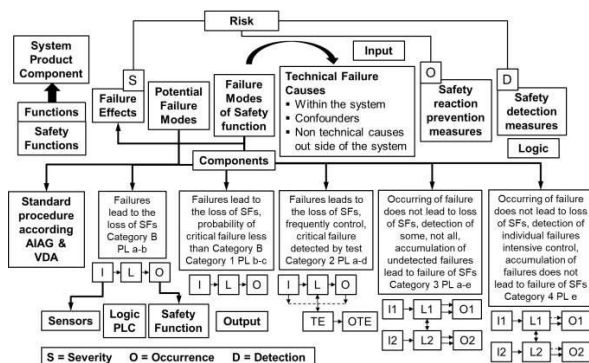 Risk
System
Product
Component
Functions
Safety
Functions
S
Failure
Effects
Potential
Failure
Modes
Failure
Modes
of Safety
function
Input
Technical Failure
Causes
▪ Within the system
▪ Confounders
▪ Non technical causes
out side of the system
O
Safety
reaction
prevention
measures
D
Safety
detection
measures
Logic
Components
Standard
procedure
according
AIAG &
VDA
Failures
lead to the
loss of SFs
Category B
PL a-b
I L O
Failures lead to
the loss of SFs,
probability of
critical failure less
than Category B
Category 1 PL b-c
I L O
Failures leads to
the loss of SFs,
frequently control,
critical failure
detected by test
Category 2 PL a-d
I L O
TE OTE
Occurring of failure
does not lead to loss
of SFs, detection of
some, not all,
accumulation of
undetected failures
lead to failure of SFs
Category 3 PL a-e
I1 L1 O1
I2 L2 O2
Occurring of failure
does not lead to loss of
SFs, detection of
individual failures
intensive control,
accumulation of
failures does not
lead to failure of SFs
Category 4 PL e
I1 L1 O1
I2 L2 O2
Sensors
Logic
PLC
Safety
Function
Output
S = Severity O = Occurrence D = Detection